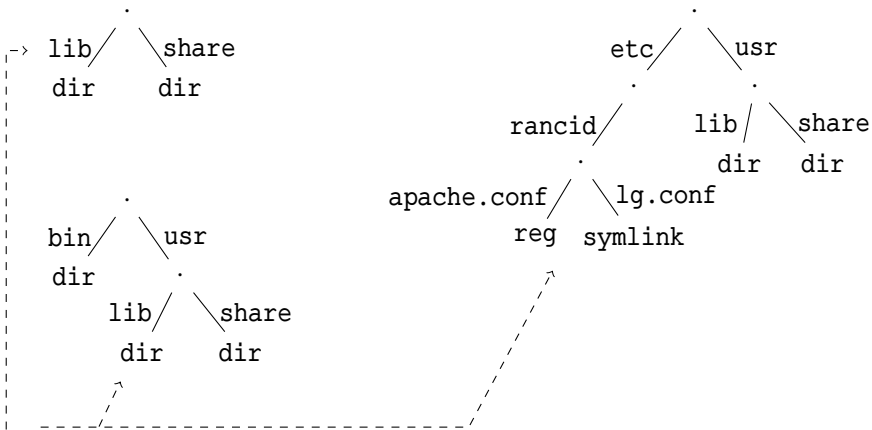 lib share
dir dir
bin usr
dir
lib share
dir dir
etc usr
rancid lib share
dir dir
apache.conf lg.conf
reg symlink